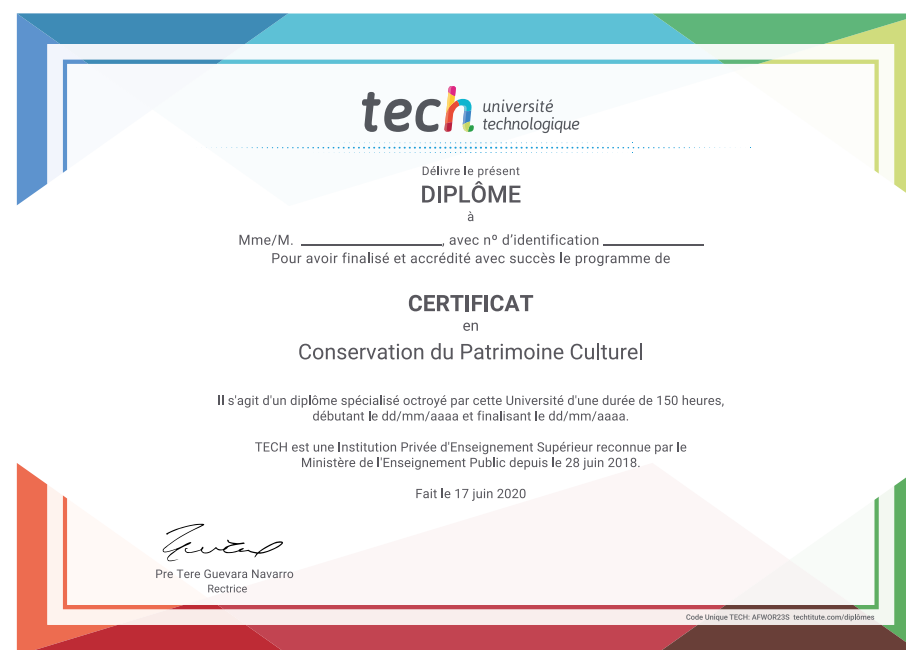 tech université
technologique
Délivre le présent
DIPLÔME
à
Mme/M. ____________________, avec nº d'identification ______________
Pour avoir finalisé et accrédité avec succès le programme de
CERTIFICAT
en
Conservation du Patrimoine Culturel
Il s'agit d'un diplôme spécialisé octroyé par cette Université d'une durée de 150 heures,
débutant le dd/mm/aaaa et finalisant le dd/mm/aaaa.
TECH est une Institution Privée d'Enseignement Supérieur reconnue par le
Ministère de l'Enseignement Public depuis le 28 juin 2018.
Fait le 17 juin 2020
Pre Tere Guevara Navarro
Rectrice
Code Unique TECH: AFWOR23S techtitute.com/diplômes